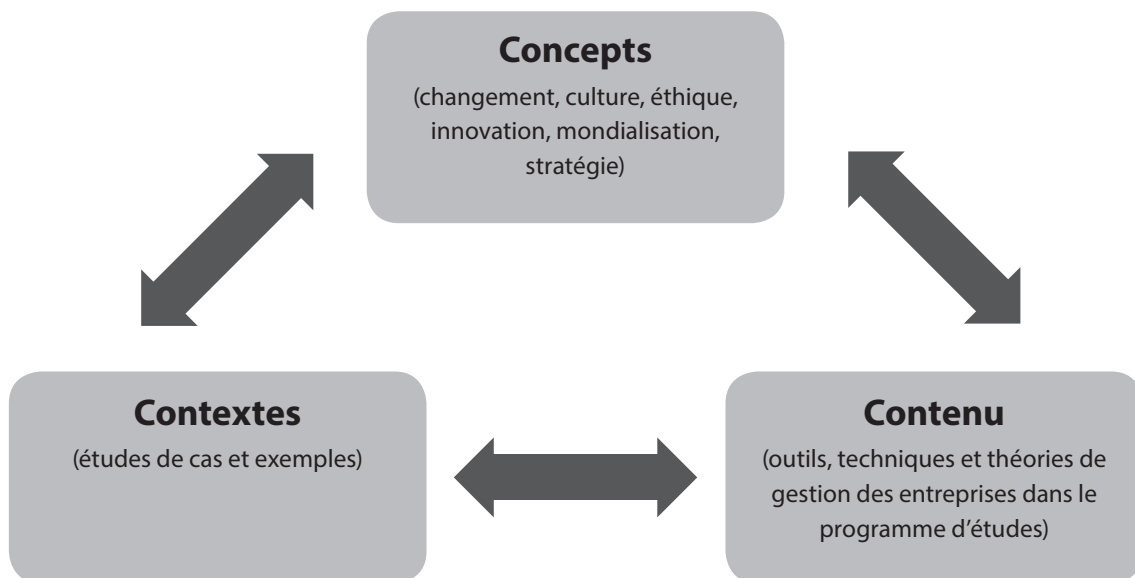 Concepts
(changement, culture, éthique,
innovation, mondialisation,
stratégie)
Contextes
(études de cas et exemples)
Contenu
(outils, techniques et théories de
gestion des entreprises dans le
programme d’études)